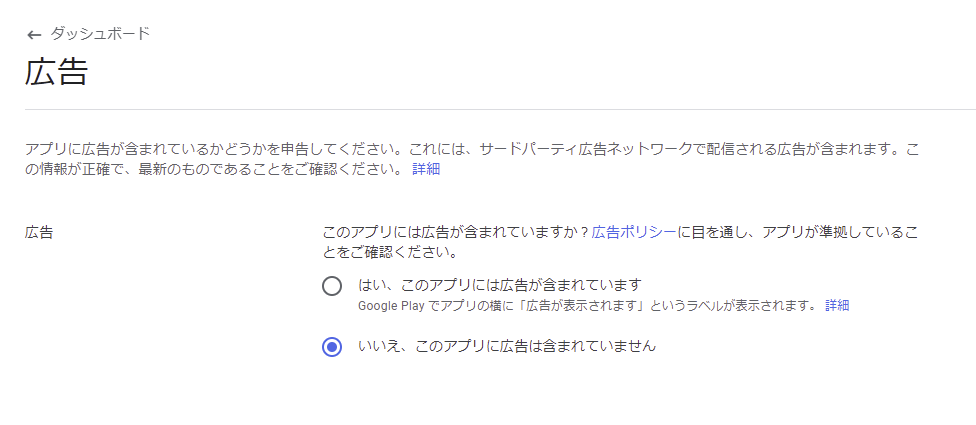 ← ダッシュボード
広告
アプリに広告が含まれているかどうかを申告してください。これには、サードパーティ広告ネットワークで配信される広告が含まれます。こ
の情報が正確で、最新のものであることをご確認ください。 詳細
広告
このアプリには広告が含まれていますか？広告ポリシーに目を通し、アプリが準拠しているこ
とをご確認ください。
はい、このアプリには広告が含まれています
Google Play でアプリの横に「広告が表示されます」というラベルが表示されます。 詳細
いいえ、このアプリに広告は含まれていません